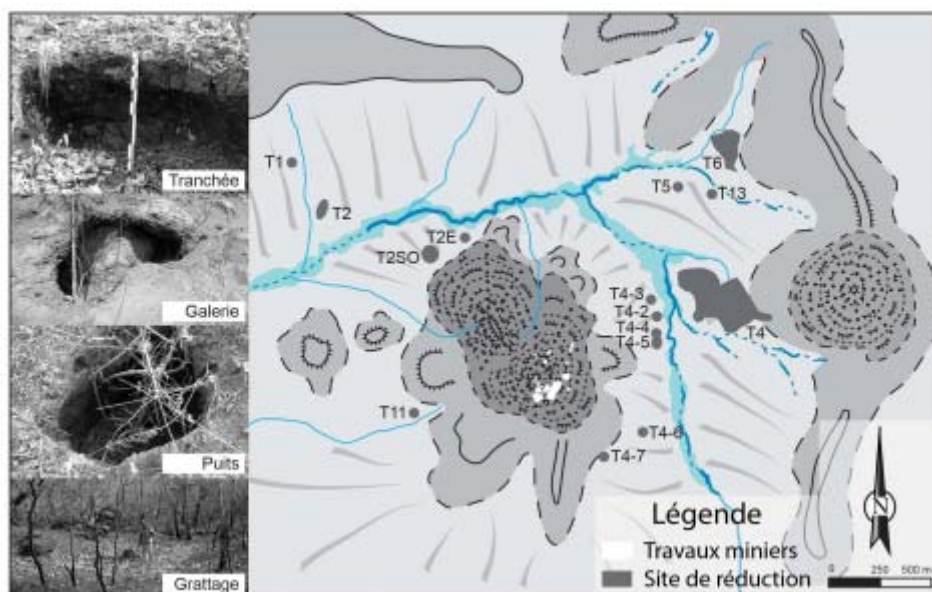 Tranchée
Galerie
Puits
Grattage
T1
T2
T2E
T2SO
T6
T5
T13
T4-3
T4-2
T4-4
T4-5
T4
T11
T4-6
T4-7
Légende
Travaux miniers
Site de réduction
N
0 250 500 m